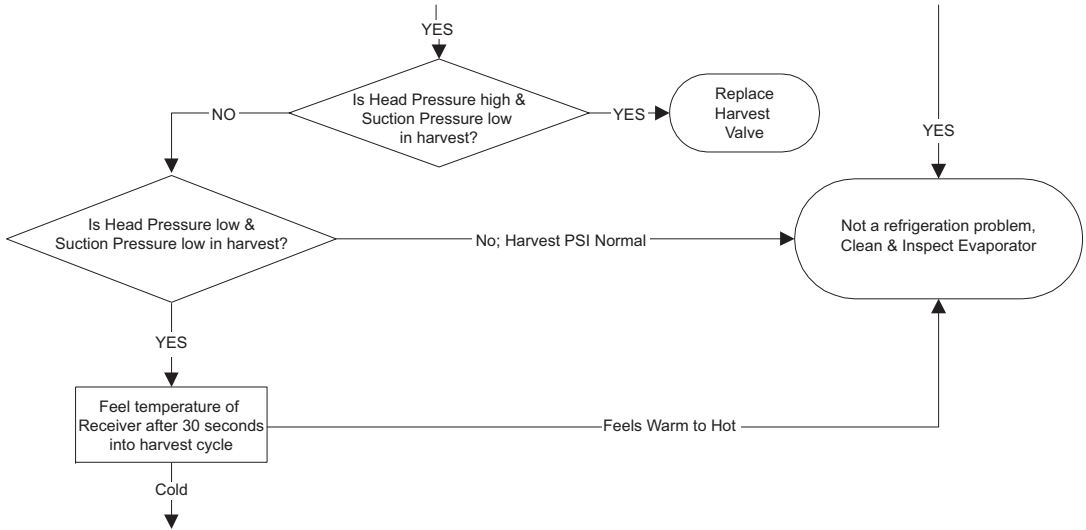 YES
Is Head Pressure high &
Suction Pressure low
in harvest?
NO
YES
Replace
Harvest
Valve
YES
Is Head Pressure low &
Suction Pressure low in harvest?
No; Harvest PSI Normal
Not a refrigeration problem,
Clean & Inspect Evaporator
YES
Feel temperature of
Receiver after 30 seconds
into harvest cycle
Feels Warm to Hot
Cold